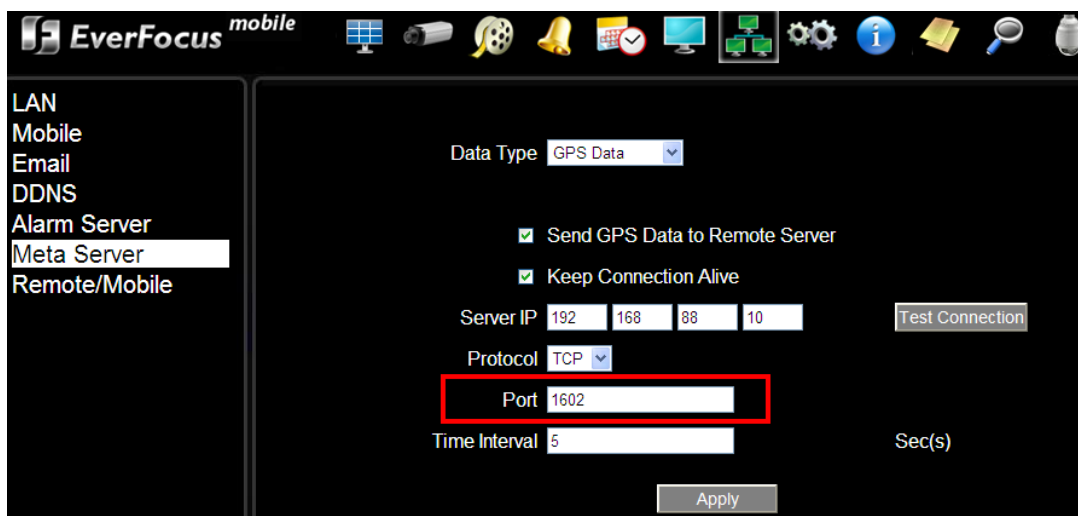 EverFocus mobile
LAN
Mobile
Email
DDNS
Alarm Server
Meta Server
Remote/Mobile
Data Type GPS Data
Send GPS Data to Remote Server
Keep Connection Alive
Server IP 192 168 88 10 Test Connection
Protocol TCP
Port 1602
Time Interval 5 Sec(s)
Apply